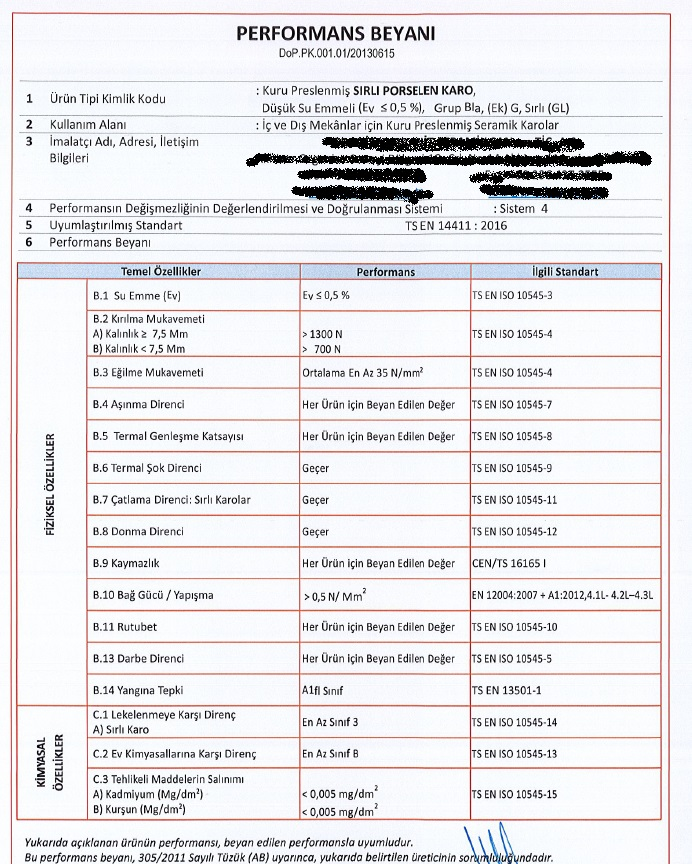 PERFORMANS BEYANI
DoP.PK.001.01/20130615
1 Ürün Tipi Kimlik Kodu : Kuru Preslenmiş SIRLI PORSELEN KARO,
Düşük Su Emmeli (Ev ≤ 0,5 %), Grup BIa, (Ek) G, Sırlı (GL)
2 Kullanım Alanı : İç ve Dış Mekânlar için Kuru Preslenmiş Seramik Karolar
3 İmalatçı Adı, Adresi, İletişim
Bilgileri
4 Performansın Değişmezliğinin Değerlendirilmesi ve Doğrulanması Sistemi : Sistem 4
5 Uyumlaştırılmış Standart TS EN 14411 : 2016
6 Performans Beyanı
Temel Özellikler Performans İlgili Standart
FİZİKSEL ÖZELLİKLER
B.1 Su Emme (Ev) Ev ≤ 0,5 % TS EN ISO 10545-3
B.2 Kırılma Mukavemeti
A) Kalınlık ≥ 7,5 Mm > 1300 N TS EN ISO 10545-4
B) Kalınlık < 7,5 Mm > 700 N
B.3 Eğilme Mukavemeti Ortalama En Az 35 N/mm² TS EN ISO 10545-4
B.4 Aşınma Direnci Her Ürün için Beyan Edilen Değer TS EN ISO 10545-7
B.5 Termal Genleşme Katsayısı Her Ürün için Beyan Edilen Değer TS EN ISO 10545-8
B.6 Termal Şok Direnci Geçer TS EN ISO 10545-9
B.7 Çatlama Direnci: Sırlı Karolar Geçer TS EN ISO 10545-11
B.8 Donma Direnci Geçer TS EN ISO 10545-12
B.9 Kaymazlık Her Ürün için Beyan Edilen Değer CEN/TS 16165 I
B.10 Bağ Gücü / Yapışma > 0,5 N/ Mm² EN 12004:2007 + A1:2012,4.1L- 4.2L–4.3L
B.11 Rutubet Her Ürün için Beyan Edilen Değer TS EN ISO 10545-10
B.13 Darbe Direnci Her Ürün için Beyan Edilen Değer TS EN ISO 10545-5
B.14 Yangına Tepki A1fl Sınıf TS EN 13501-1
KİMYASAL ÖZELLİKLER
C.1 Lekelenmeye Karşı Direnç
A) Sırlı Karo En Az Sınıf 3 TS EN ISO 10545-14
C.2 Ev Kimyasallarına Karşı Direnç En Az Sınıf B TS EN ISO 10545-13
C.3 Tehlikeli Maddelerin Salınımı
A) Kadmiyum (Mg/dm²) < 0,005 mg/dm² TS EN ISO 10545-15
B) Kurşun (Mg/dm²) < 0,005 mg/dm²
Yukarıda açıklanan ürünün performansı, beyan edilen performansla uyumludur.
Bu performans beyanı, 305/2011 Sayılı Tüzük (AB) uyarınca, yukarıda belirtilen üreticinin sorumluluğundadır.